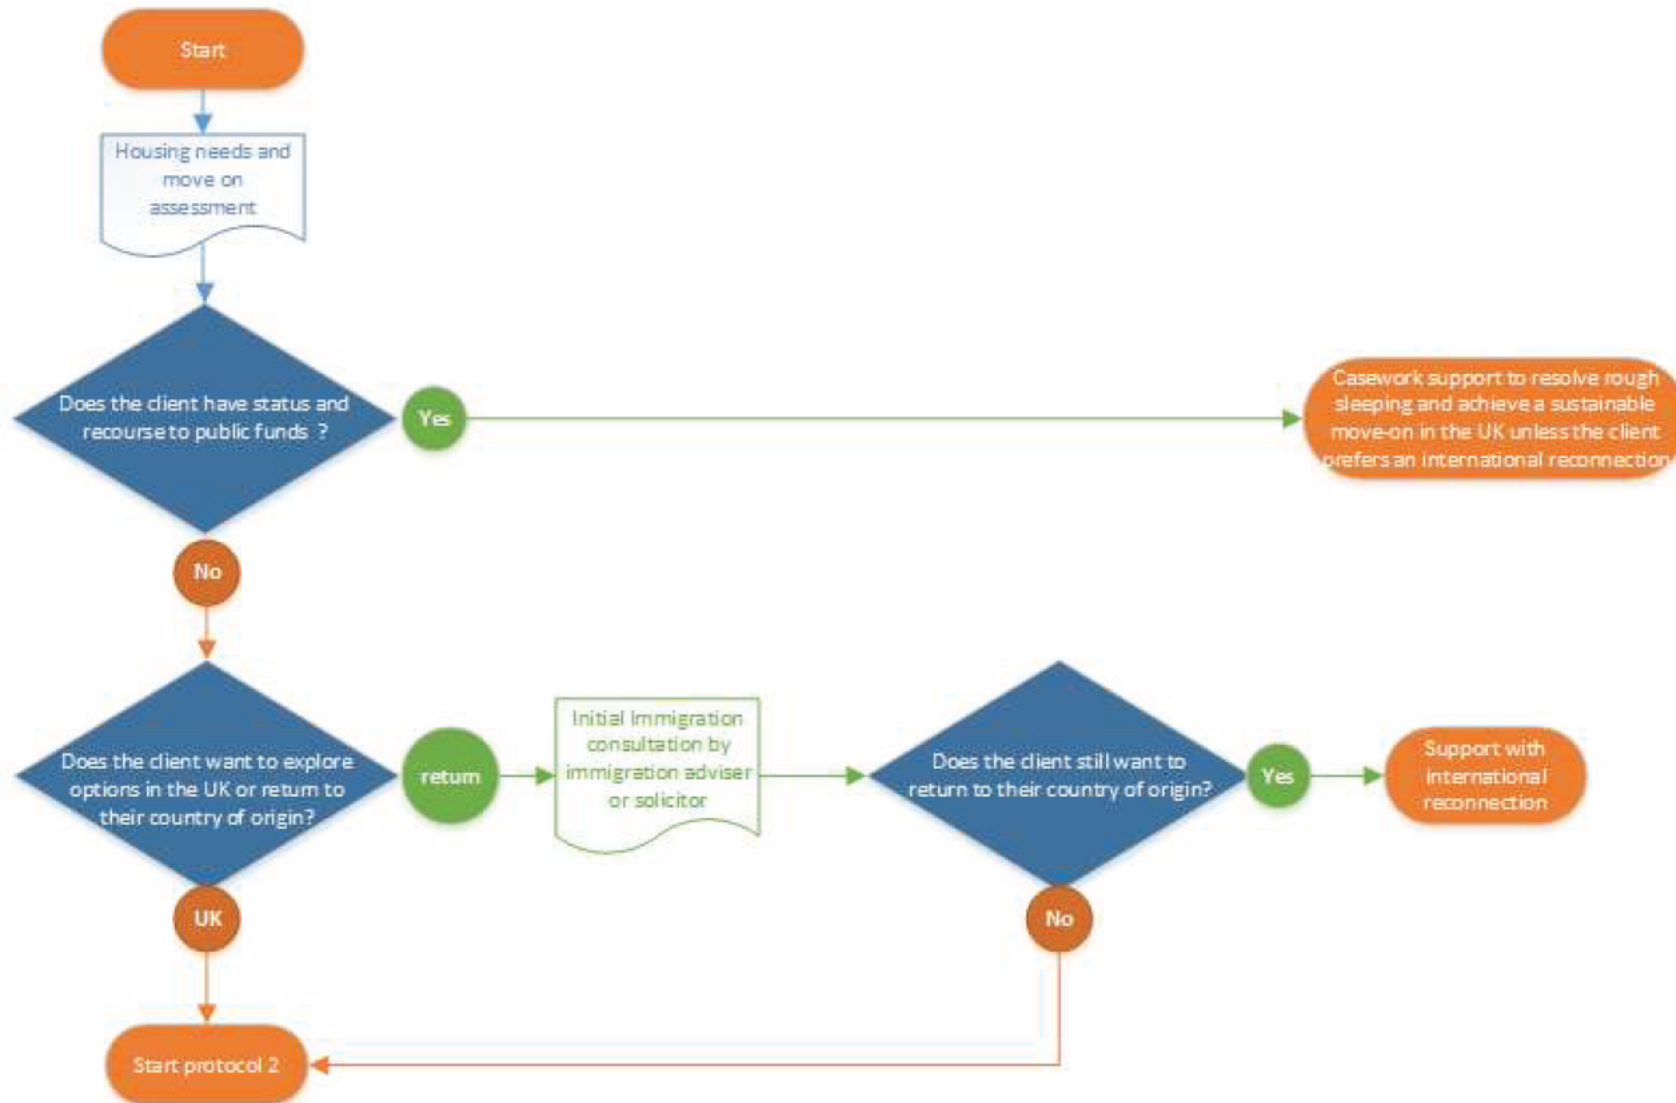 Start
Housing needs and
move on
assessment
Does the client have status and
recourse to public funds  ?
Yes
Casework support to resolve rough
sleeping and achieve a sustainable
move-on in the UK unless the client
prefers an international reconnection
No
Does the client want to explore
options in the UK or return to
their country of origin?
return
Initial Immigration
consultation by
immigration adviser
or solicitor
Does the client still want to
return to their country of origin?
Yes
Support with
international
reconnection
UK
No
Start protocol 2